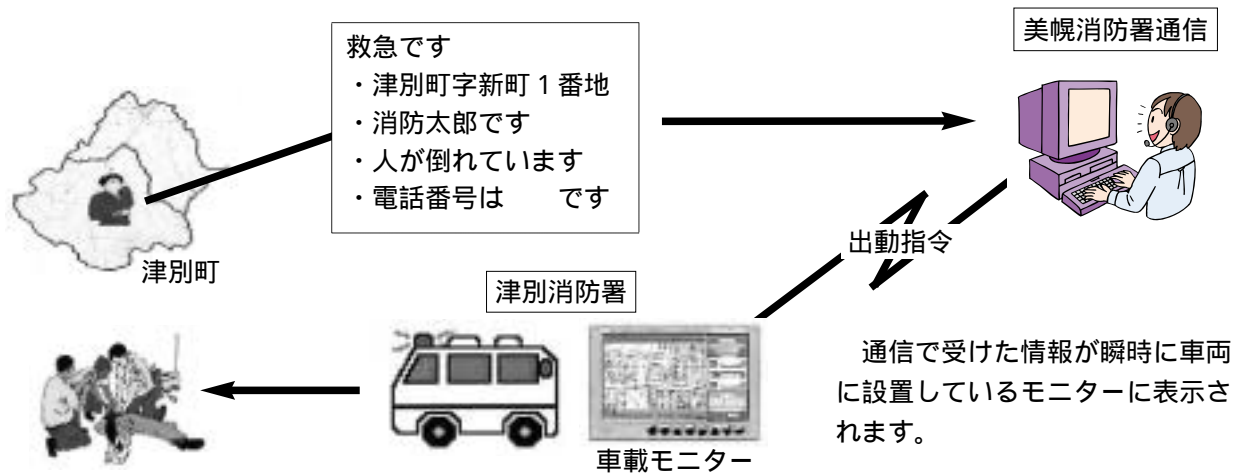 救急です
・津別町字新町１番地
・消防太郎です
・人が倒れています
・電話番号は　　です
美幌消防署通信
津別町
出動指令
津別消防署
車載モニター
　通信で受けた情報が瞬時に車両
に設置しているモニターに表示さ
れます。